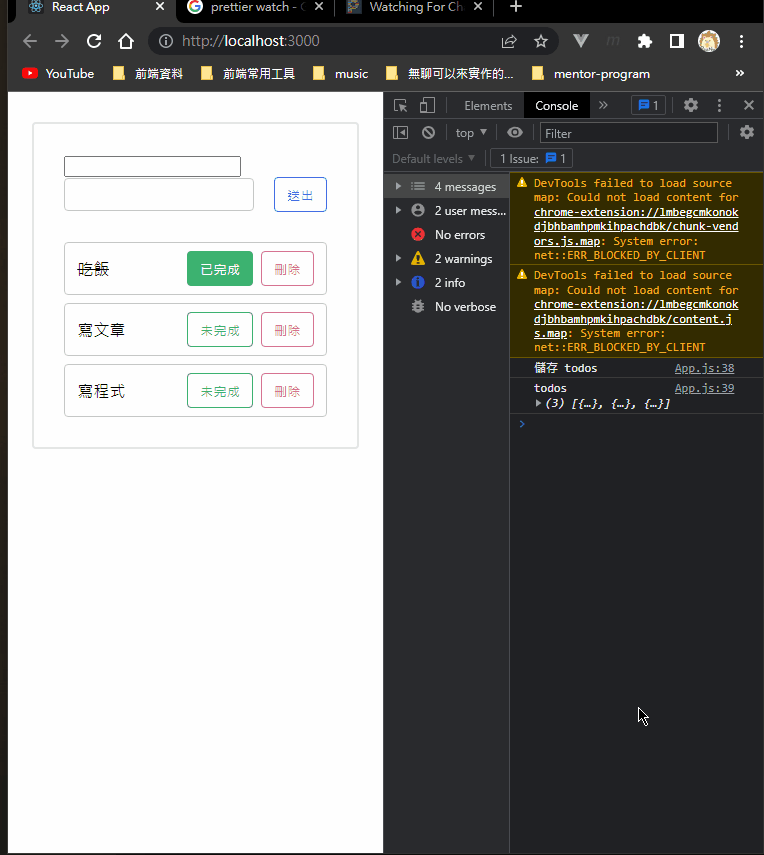 React App
prettier watch - G
Watching For Ch
http://localhost:3000
YouTube
前端資料
前端常用工具
music
無聊可以來實作的...
mentor-program
»
送出
吃飯
已完成
刪除
寫文章
未完成
刪除
寫程式
未完成
刪除
Elements
Console
»
1
top
Filter
Default levels
1 Issue:
1
4 messages
2 user mess...
No errors
2 warnings
2 info
No verbose
DevTools failed to load source
map: Could not load content for
chrome-extension://lmbegcmkonok
djbhbamhpmkihpachdbk/chunk-vend
ors.js.map: System error:
net::ERR_BLOCKED_BY_CLIENT
DevTools failed to load source
map: Could not load content for
chrome-extension://lmbegcmkonok
djbhbamhpmkihpachdbk/content.j
s.map: System error:
net::ERR_BLOCKED_BY_CLIENT
儲存 todos
App.js:38
todos
App.js:39
(3) [{…}, {…}, {…}]